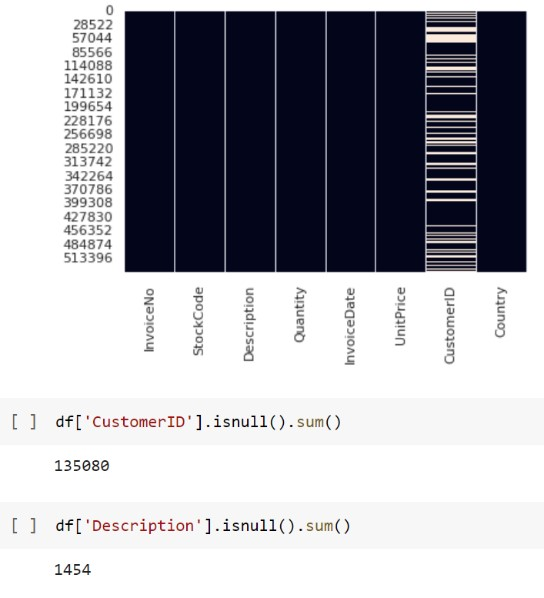 0
28522
57044
85566
114088
142610
171132
199654
228176
256698
285220
313742
342264
370786
399308
427830
456352
484874
513396
InvoiceNo
StockCode
Description
Quantity
InvoiceDate
UnitPrice
CustomerID
Country
[ ] df['CustomerID'].isnull().sum()
135080
[ ] df['Description'].isnull().sum()
1454